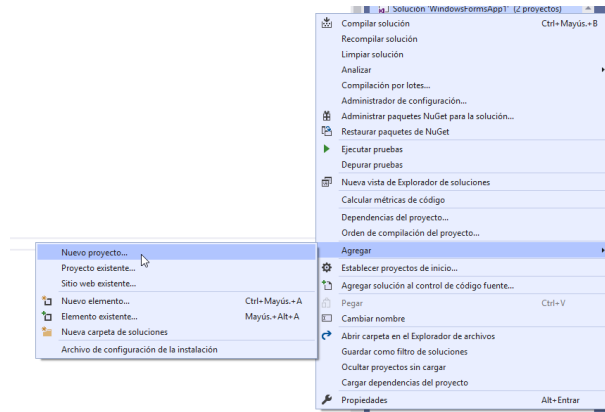 Solución 'WindowsFormsApp1' (2 proyectos)
Compilar solución Ctrl+Mayús.+B
Recompilar solución
Limpiar solución
Analizar
Compilación por lotes...
Administrador de configuración...
Administrar paquetes NuGet para la solución...
Restaurar paquetes de NuGet
Ejecutar pruebas
Depurar pruebas
Nueva vista de Explorador de soluciones
Calcular métricas de código
Dependencias del proyecto...
Orden de compilación del proyecto...
Agregar
Establecer proyectos de inicio...
Agregar solución al control de código fuente...
Pegar Ctrl+V
Cambiar nombre
Abrir carpeta en el Explorador de archivos
Guardar como filtro de soluciones
Ocultar proyectos sin cargar
Cargar dependencias del proyecto
Propiedades Alt+Entrar
Nuevo proyecto...
Proyecto existente...
Sitio web existente...
Nuevo elemento... Ctrl+Mayús.+A
Elemento existente... Mayús.+Alt+A
Nueva carpeta de soluciones
Archivo de configuración de la instalación